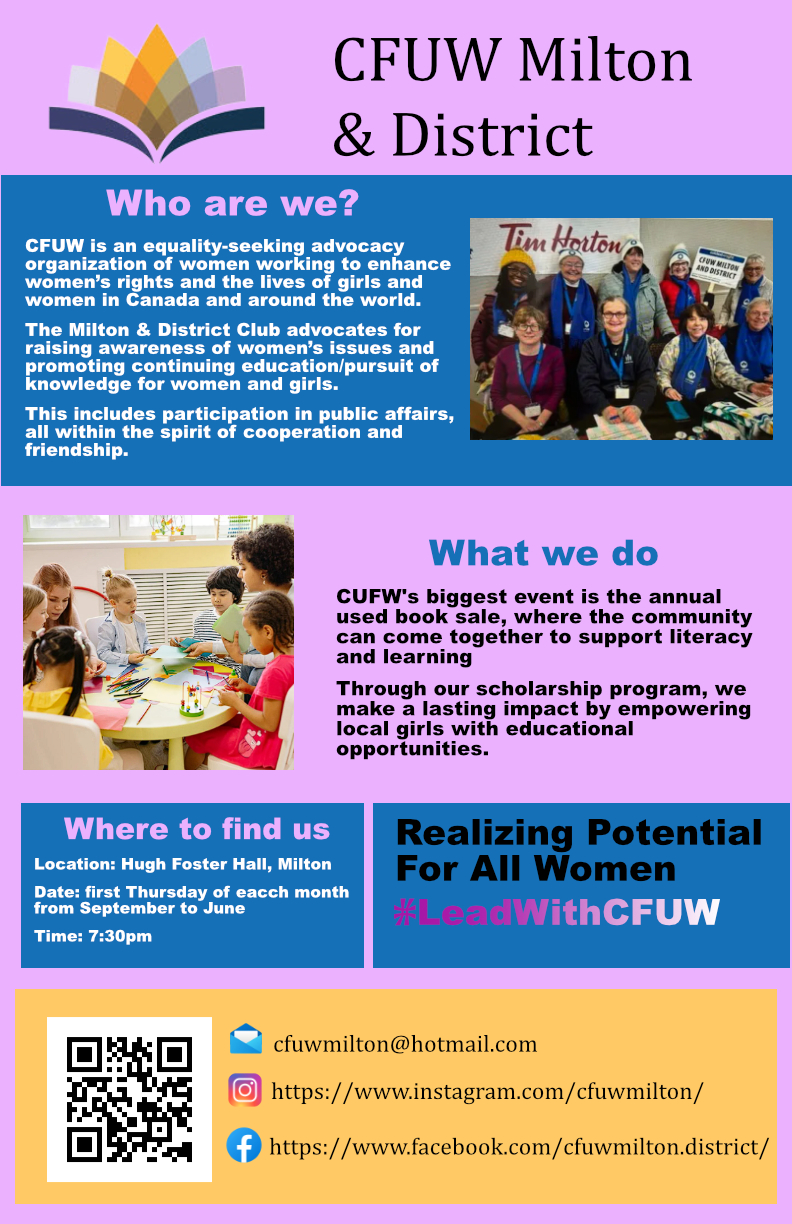 CFUW Milton
& District
Who are we?
CFUW is an equality-seeking advocacy
organization of women working to enhance
women's rights and the lives of girls and
women in Canada and around the world.
The Milton & District Club advocates for
raising awareness of women's issues and
promoting continuing education/pursuit of
knowledge for women and girls.
This includes participation in public affairs,
all within the spirit of cooperation and
friendship.
Tim Horton
CFUW MILTON
AND DISTRICT
What we do
CUFW's biggest event is the annual
used book sale, where the community
can come together to support literacy
and learning
Through our scholarship program, we
make a lasting impact by empowering
local girls with educational
opportunities.
Where to find us
Location: Hugh Foster Hall, Milton
Date: first Thursday of eacch month
from September to June
Time: 7:30pm
Realizing Potential
For All Women
#LeadWithCFUW
cfuwmilton@hotmail.com
https://www.instagram.com/cfuwmilton/
https://www.facebook.com/cfuwmilton.district/